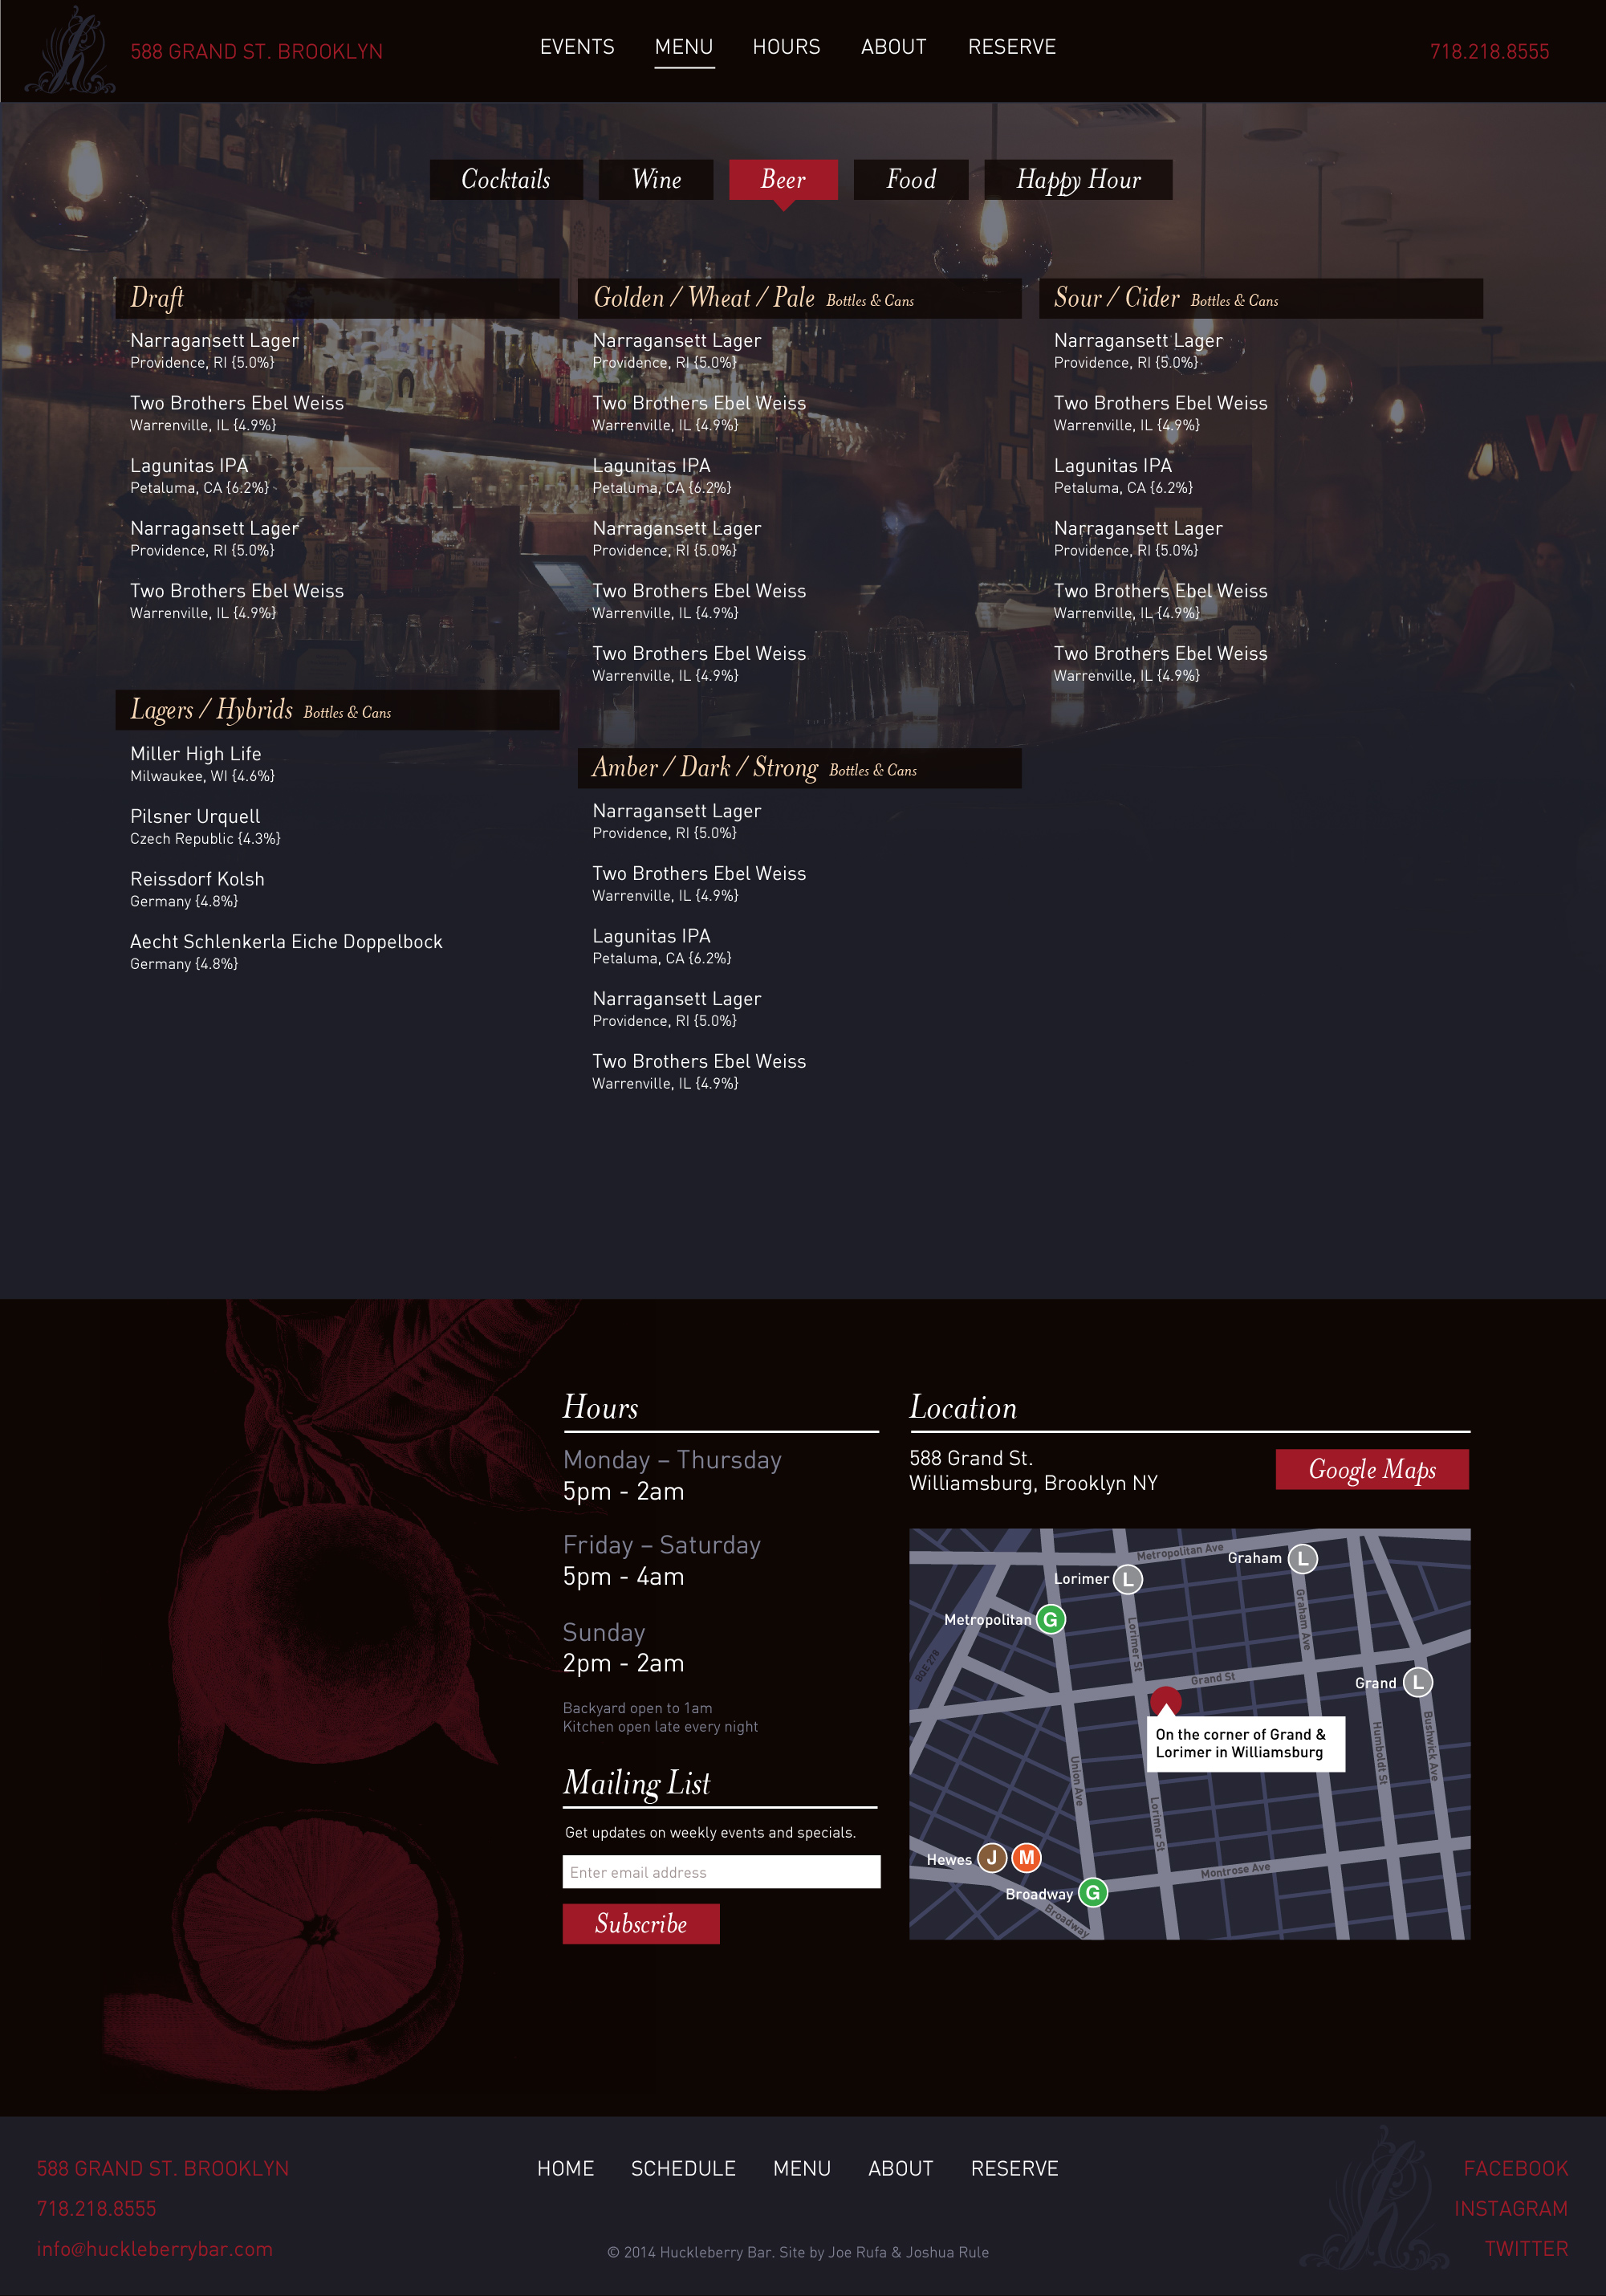 588 GRAND ST. BROOKLYN
EVENTS
MENU
HOURS
ABOUT
RESERVE
718.218.8555
Cocktails
Wine
Beer
Food
Happy Hour
Draft
Narragansett Lager
Providence, RI {5.0%}
Two Brothers Ebel Weiss
Warrenville, IL {4.9%}
Lagunitas IPA
Petaluma, CA {6.2%}
Narragansett Lager
Providence, RI {5.0%}
Two Brothers Ebel Weiss
Warrenville, IL {4.9%}
Lagers / Hybrids Bottles & Cans
Miller High Life
Milwaukee, WI {4.6%}
Pilsner Urquell
Czech Republic {4.3%}
Reissdorf Kolsh
Germany {4.8%}
Aecht Schlenkerla Eiche Doppelbock
Germany {4.8%}
Golden / Wheat / Pale Bottles & Cans
Narragansett Lager
Providence, RI {5.0%}
Two Brothers Ebel Weiss
Warrenville, IL {4.9%}
Lagunitas IPA
Petaluma, CA {6.2%}
Narragansett Lager
Providence, RI {5.0%}
Two Brothers Ebel Weiss
Warrenville, IL {4.9%}
Two Brothers Ebel Weiss
Warrenville, IL {4.9%}
Amber / Dark / Strong Bottles & Cans
Narragansett Lager
Providence, RI {5.0%}
Two Brothers Ebel Weiss
Warrenville, IL {4.9%}
Lagunitas IPA
Petaluma, CA {6.2%}
Narragansett Lager
Providence, RI {5.0%}
Two Brothers Ebel Weiss
Warrenville, IL {4.9%}
Sour / Cider Bottles & Cans
Narragansett Lager
Providence, RI {5.0%}
Two Brothers Ebel Weiss
Warrenville, IL {4.9%}
Lagunitas IPA
Petaluma, CA {6.2%}
Narragansett Lager
Providence, RI {5.0%}
Two Brothers Ebel Weiss
Warrenville, IL {4.9%}
Two Brothers Ebel Weiss
Warrenville, IL {4.9%}
W
Hours
Monday – Thursday
5pm - 2am
Friday – Saturday
5pm - 4am
Sunday
2pm - 2am
Backyard open to 1am
Kitchen open late every night
Mailing List
Get updates on weekly events and specials.
Enter email address
Subscribe
Location
588 Grand St.
Williamsburg, Brooklyn NY
Google Maps
Metropolitan Ave
Graham L
Lorimer L
Metropolitan G
Graham Ave
Lorimer St
BQE 278
Grand St
Grand L
On the corner of Grand &
Lorimer in Williamsburg
Union Ave
Humboldt St
Bushwick Ave
Lorimer St
Hewes J M
Montrose Ave
Broadway G
Broadway
588 GRAND ST. BROOKLYN
718.218.8555
info@huckleberrybar.com
HOME
SCHEDULE
MENU
ABOUT
RESERVE
© 2014 Huckleberry Bar. Site by Joe Rufa & Joshua Rule
h
FACEBOOK
INSTAGRAM
TWITTER